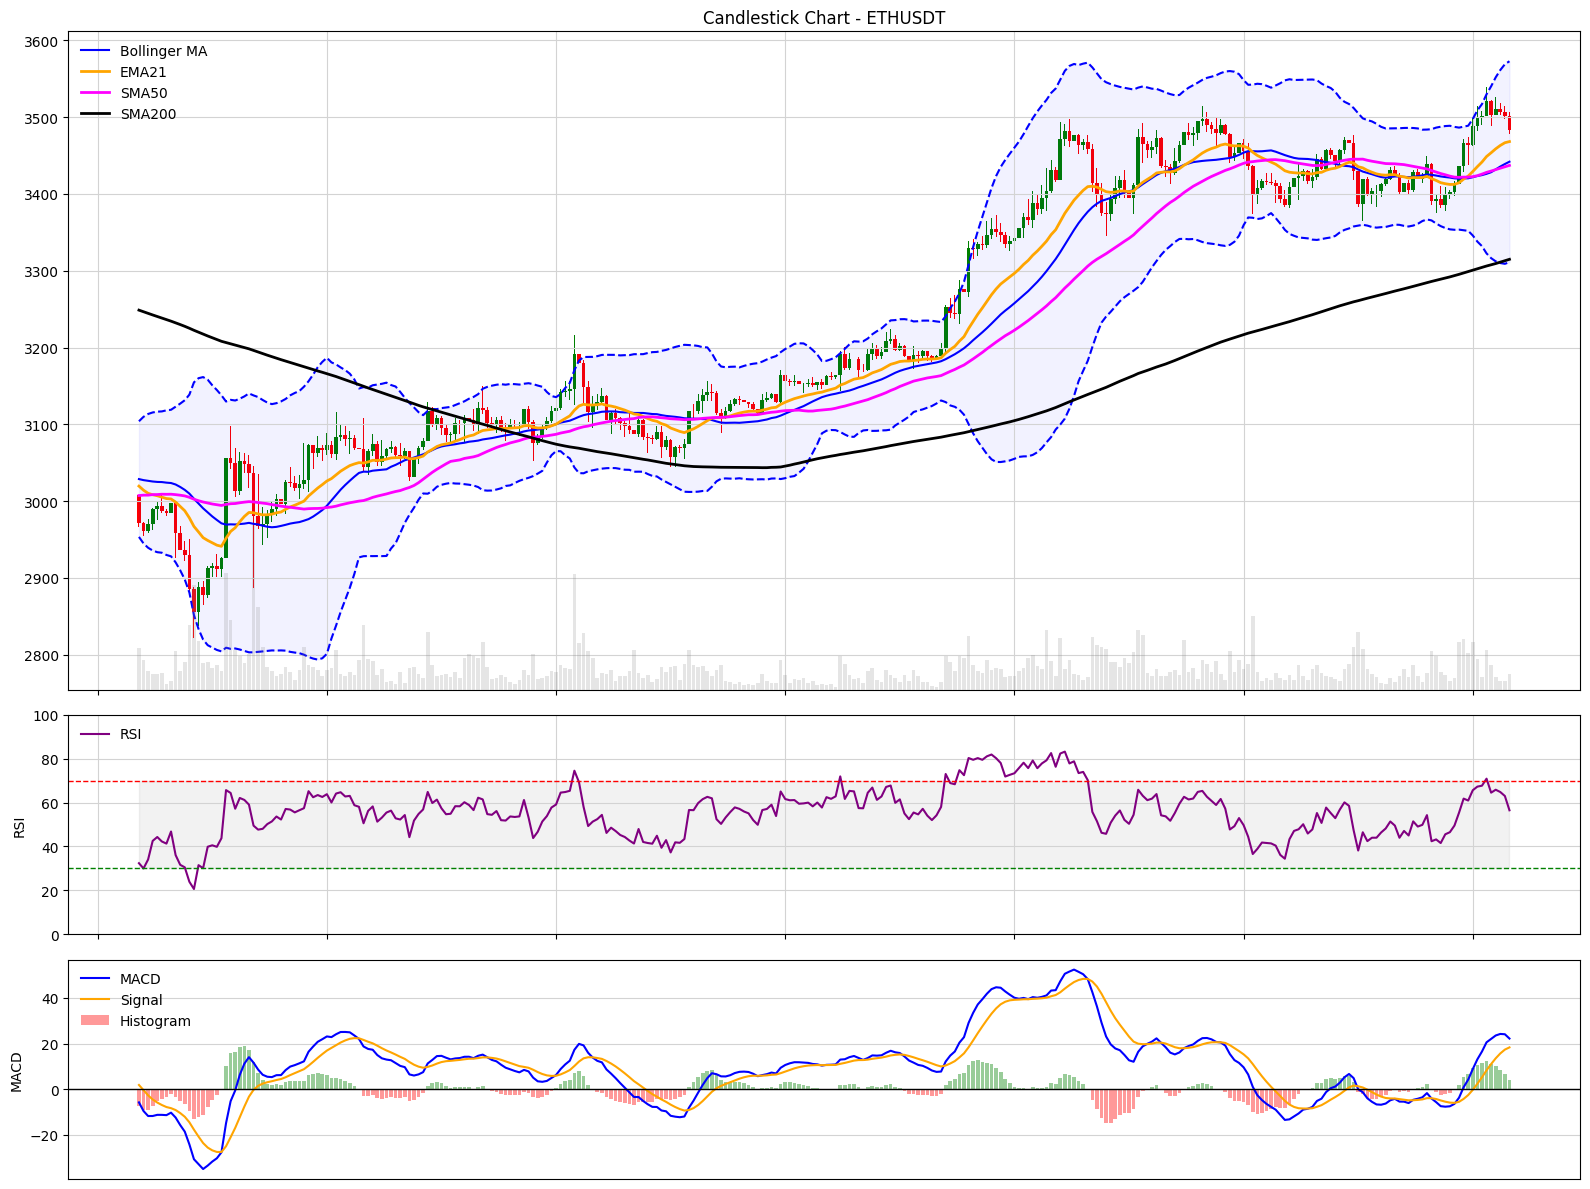 Candlestick Chart - ETHUSDT
3600
3500
3400
3300
3200
3100
3000
2900
2800
Bollinger MA
EMA21
SMA50
SMA200
100
80
60
40
20
0
RSI
RSI
40
20
0
−20
MACD
MACD
Signal
Histogram